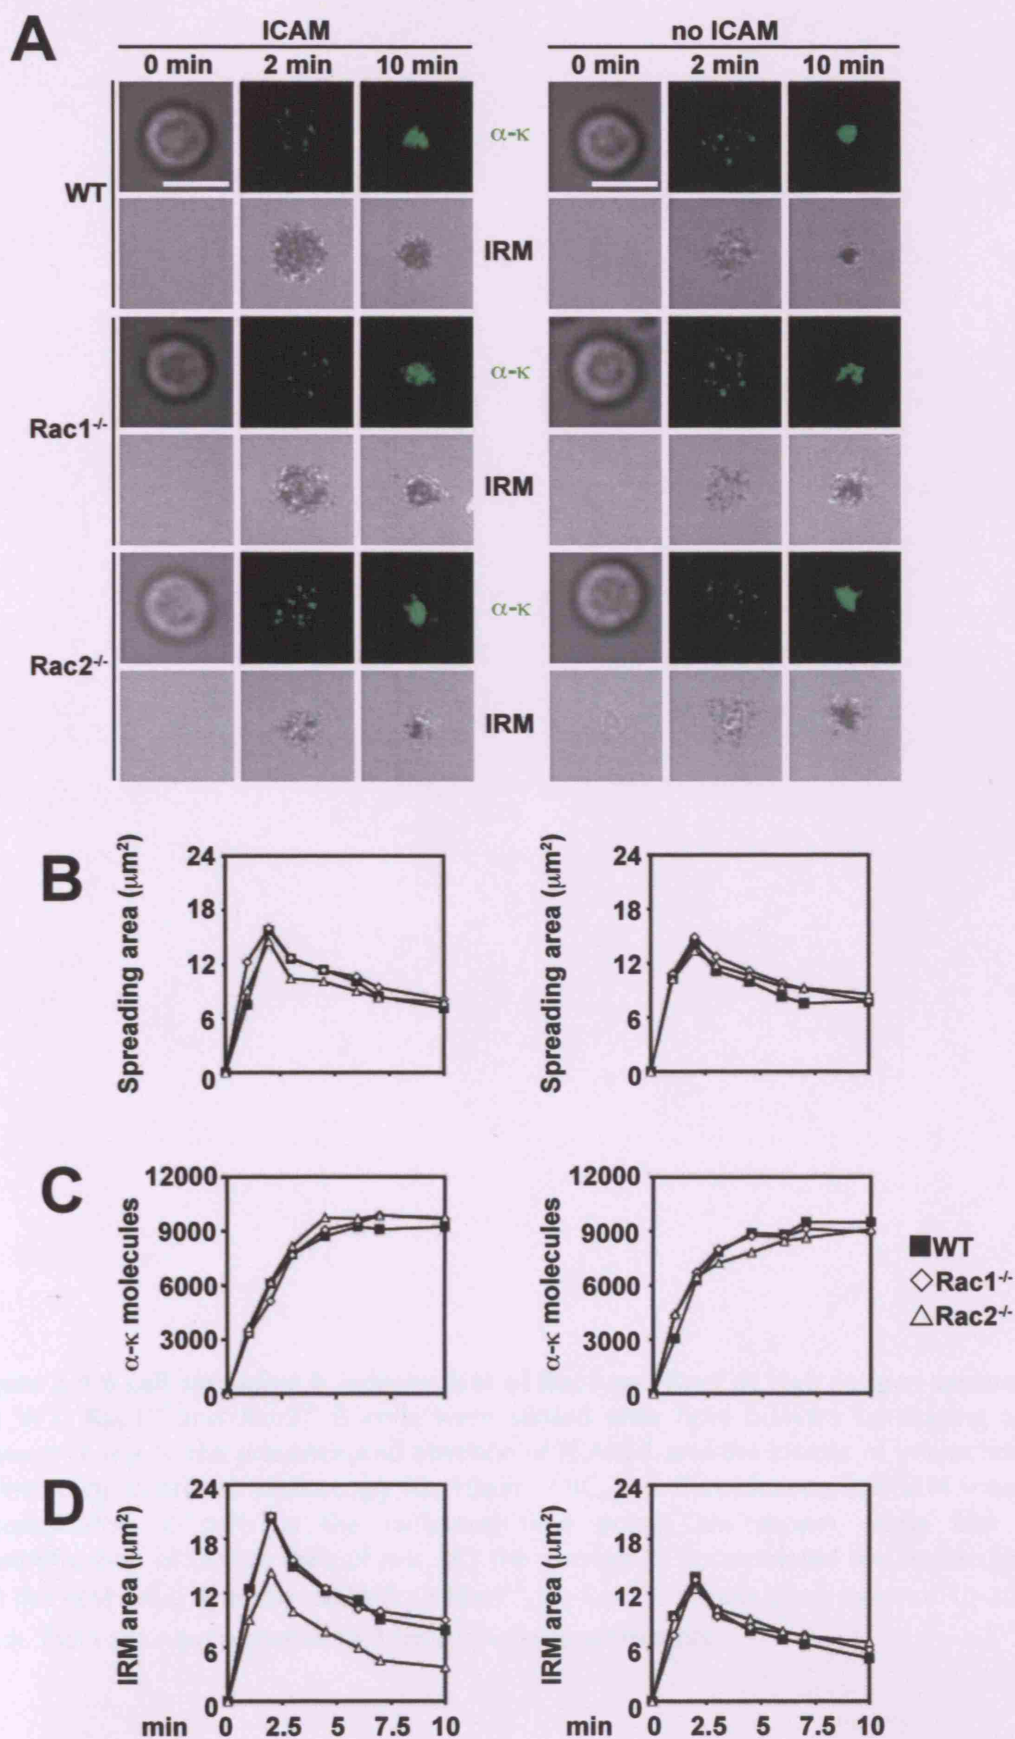 A
ICAM no ICAM
0 min 2 min 10 min 0 min 2 min 10 min
α-κ
WT
IRM
α-κ
Rac1-/-
IRM
α-κ
Rac2-/-
IRM
B
Spreading area (μm²)
24
18
12
6
0
Spreading area (μm²)
24
18
12
6
0
C
α-κ molecules
12000
9000
6000
3000
0
α-κ molecules
12000
9000
6000
3000
0
WT
Rac1-/-
Rac2-/-
D
IRM area (μm²)
24
18
12
6
0
min 0 2.5 5 7.5 10
IRM area (μm²)
24
18
12
6
0
min 0 2.5 5 7.5 10